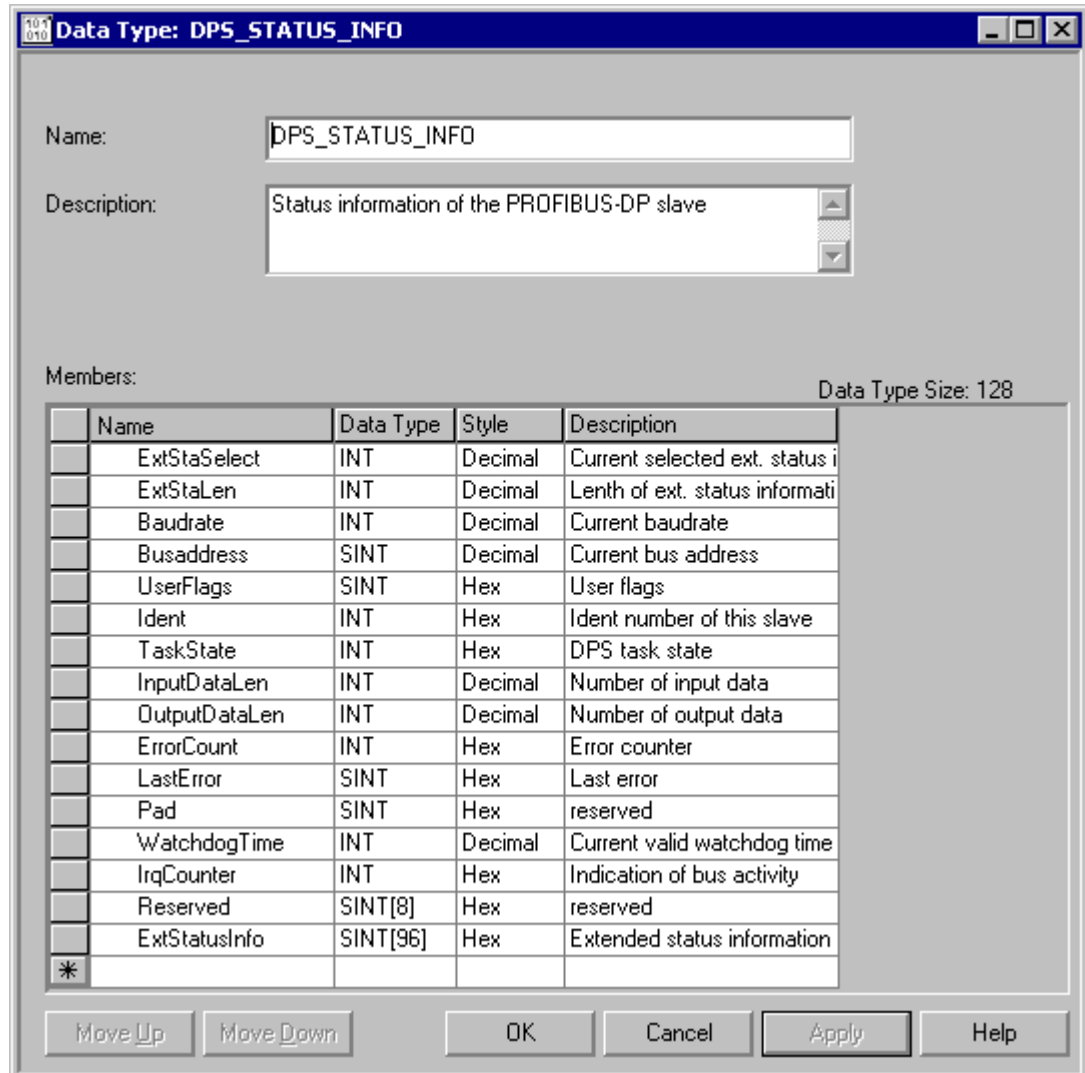 Data Type: DPS_STATUS_INFO
Name: DPS_STATUS_INFO
Description: Status information of the PROFIBUS-DP slave
Members:
Data Type Size: 128
Name Data Type Style Description
ExtStaSelect INT Decimal Current selected ext. status i
ExtStaLen INT Decimal Lenth of ext. status informati
Baudrate INT Decimal Current baudrate
Busaddress SINT Decimal Current bus address
UserFlags SINT Hex User flags
Ident INT Hex Ident number of this slave
TaskState INT Hex DPS task state
InputDataLen INT Decimal Number of input data
OutputDataLen INT Decimal Number of output data
ErrorCount INT Hex Error counter
LastError SINT Hex Last error
Pad SINT Hex reserved
WatchdogTime INT Decimal Current valid watchdog time
IrqCounter INT Hex Indication of bus activity
Reserved SINT[8] Hex reserved
ExtStatusInfo SINT[96] Hex Extended status information
Move Up Move Down OK Cancel Apply Help